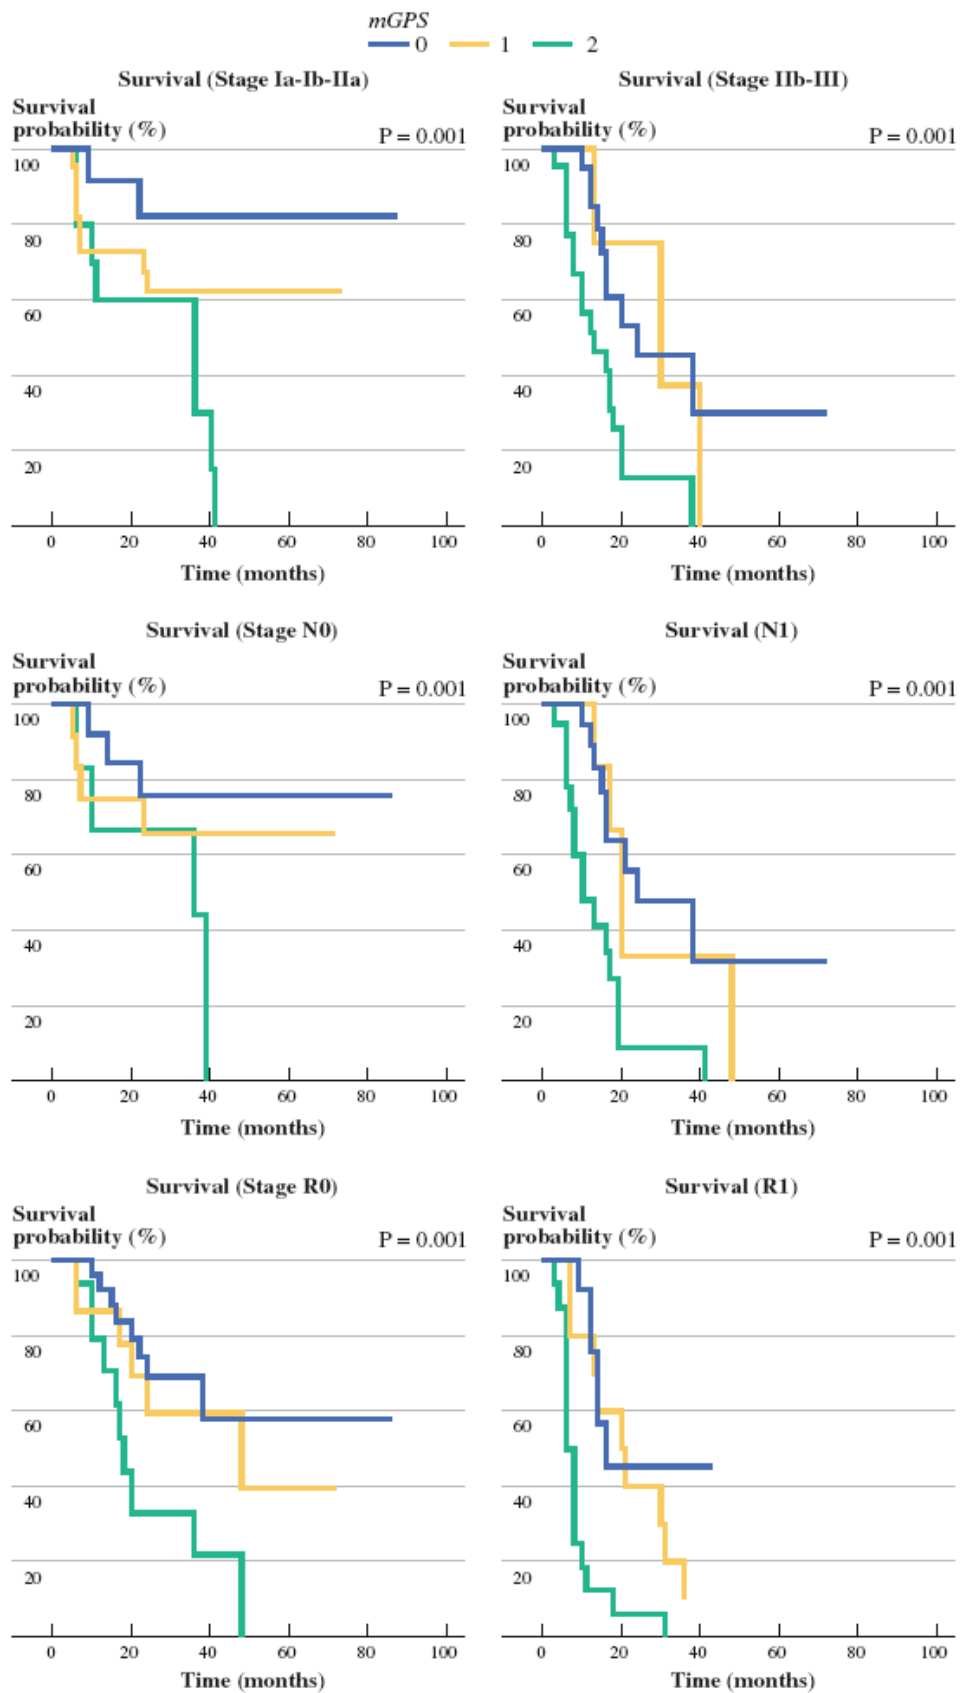 mGPS
0 1 2
Survival (Stage Ia-Ib-IIa)
Survival
probability (%)
P = 0.001
100
80
60
40
20
0 20 40 60 80 100
Time (months)
Survival (Stage IIb-III)
Survival
probability (%)
P = 0.001
100
80
60
40
20
0 20 40 60 80 100
Time (months)
Survival (Stage N0)
Survival
probability (%)
P = 0.001
100
80
60
40
20
0 20 40 60 80 100
Time (months)
Survival (N1)
Survival
probability (%)
P = 0.001
100
80
60
40
20
0 20 40 60 80 100
Time (months)
Survival (Stage R0)
Survival
probability (%)
P = 0.001
100
80
60
40
20
0 20 40 60 80 100
Time (months)
Survival (R1)
Survival
probability (%)
P = 0.001
100
80
60
40
20
0 20 40 60 80 100
Time (months)